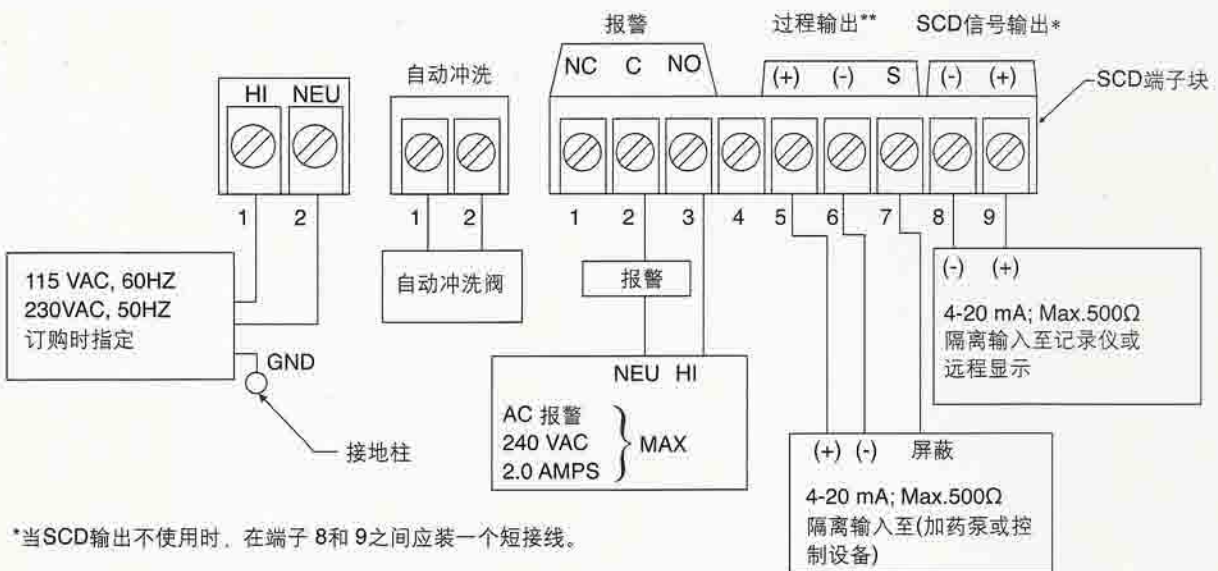 报警 过程输出** SCD信号输出*
NC C NO (+) (-) S (-) (+)
SCD端子块
自动冲洗
HI NEU
1 2
1 2
1 2 3 4 5 6 7 8 9
115 VAC, 60HZ
230VAC, 50HZ
订购时指定
GND
接地柱
自动冲洗阀
报警
NEU HI
AC 报警
240 VAC
2.0 AMPS
MAX
(-) (+)
4-20 mA; Max.500Ω
隔离输入至记录仪或
远程显示
(+) (-) 屏蔽
4-20 mA; Max.500Ω
隔离输入至(加药泵或控
制设备)
*当SCD输出不使用时，在端子 8和 9之间应装一个短接线。